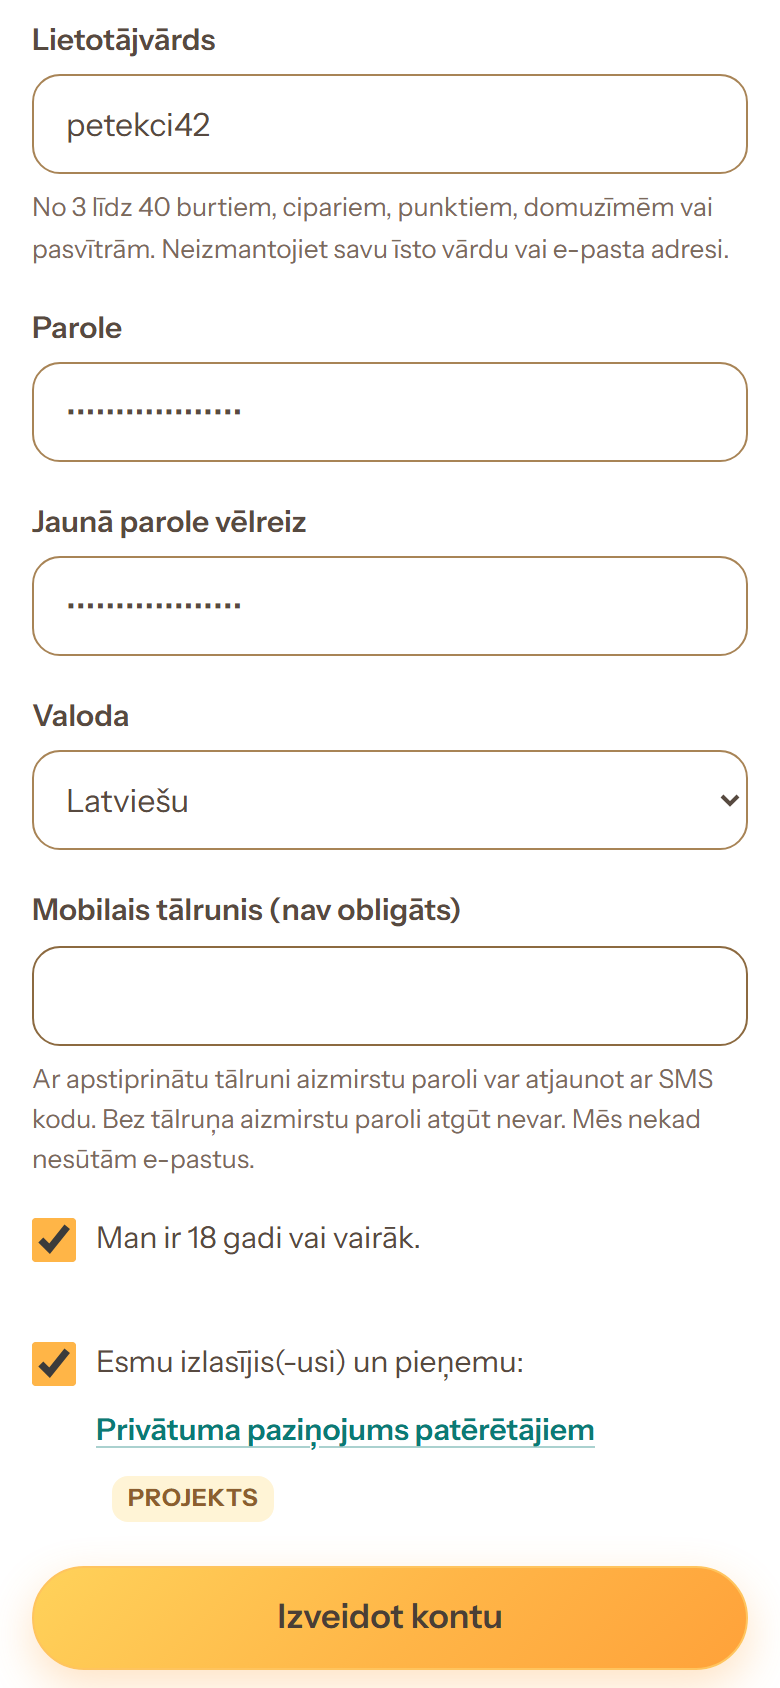 Lietotājvārds
petekci42
No 3 līdz 40 burtiem, cipariem, punktiem, domuzīmēm vai
pasvītrām. Neizmantojiet savu īsto vārdu vai e-pasta adresi.
Parole
••••••••••••••••••
Jaunā parole vēlreiz
••••••••••••••••••
Valoda
Latviešu
Mobilais tālrunis (nav obligāts)
Ar apstiprinātu tālruni aizmirstu paroli var atjaunot ar SMS
kodu. Bez tālruņa aizmirstu paroli atgūt nevar. Mēs nekad
nesūtām e-pastus.
Man ir 18 gadi vai vairāk.
Esmu izlasījis(-usi) un pieņemu:
Privātuma paziņojums patērētājiem
PROJEKTS
Izveidot kontu